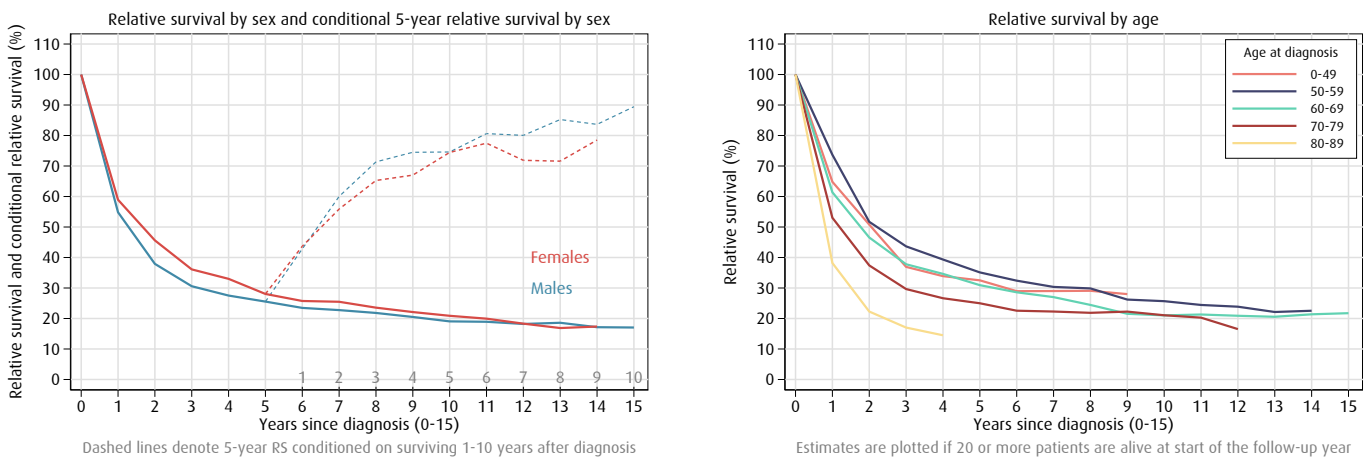 Relative survival by sex and conditional 5-year relative survival by sex
Relative survival and conditional relative survival (%)
110
100
90
80
70
60
50
40
30
20
10
0
Females
Males
1 2 3 4 5 6 7 8 9 10
0 1 2 3 4 5 6 7 8 9 10 11 12 13 14 15
Years since diagnosis (0-15)
Dashed lines denote 5-year RS conditioned on surviving 1-10 years after diagnosis
Relative survival by age
Relative survival (%)
110
100
90
80
70
60
50
40
30
20
10
0
Age at diagnosis
0-49
50-59
60-69
70-79
80-89
0 1 2 3 4 5 6 7 8 9 10 11 12 13 14 15
Years since diagnosis (0-15)
Estimates are plotted if 20 or more patients are alive at start of the follow-up year